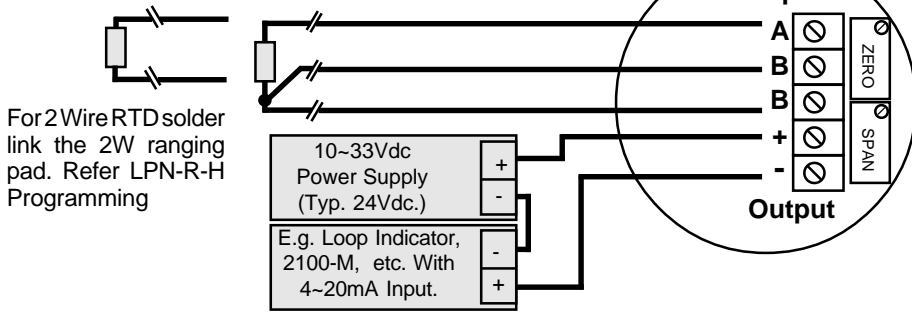 For 2 Wire RTD solder
link the 2W ranging
pad. Refer LPN-R-H
Programming
10~33Vdc
Power Supply
(Typ. 24Vdc.)
+
-
E.g. Loop Indicator,
2100-M, etc. With
4~20mA Input.
-
+
A
B
B
+
-
Output
ZERO
SPAN